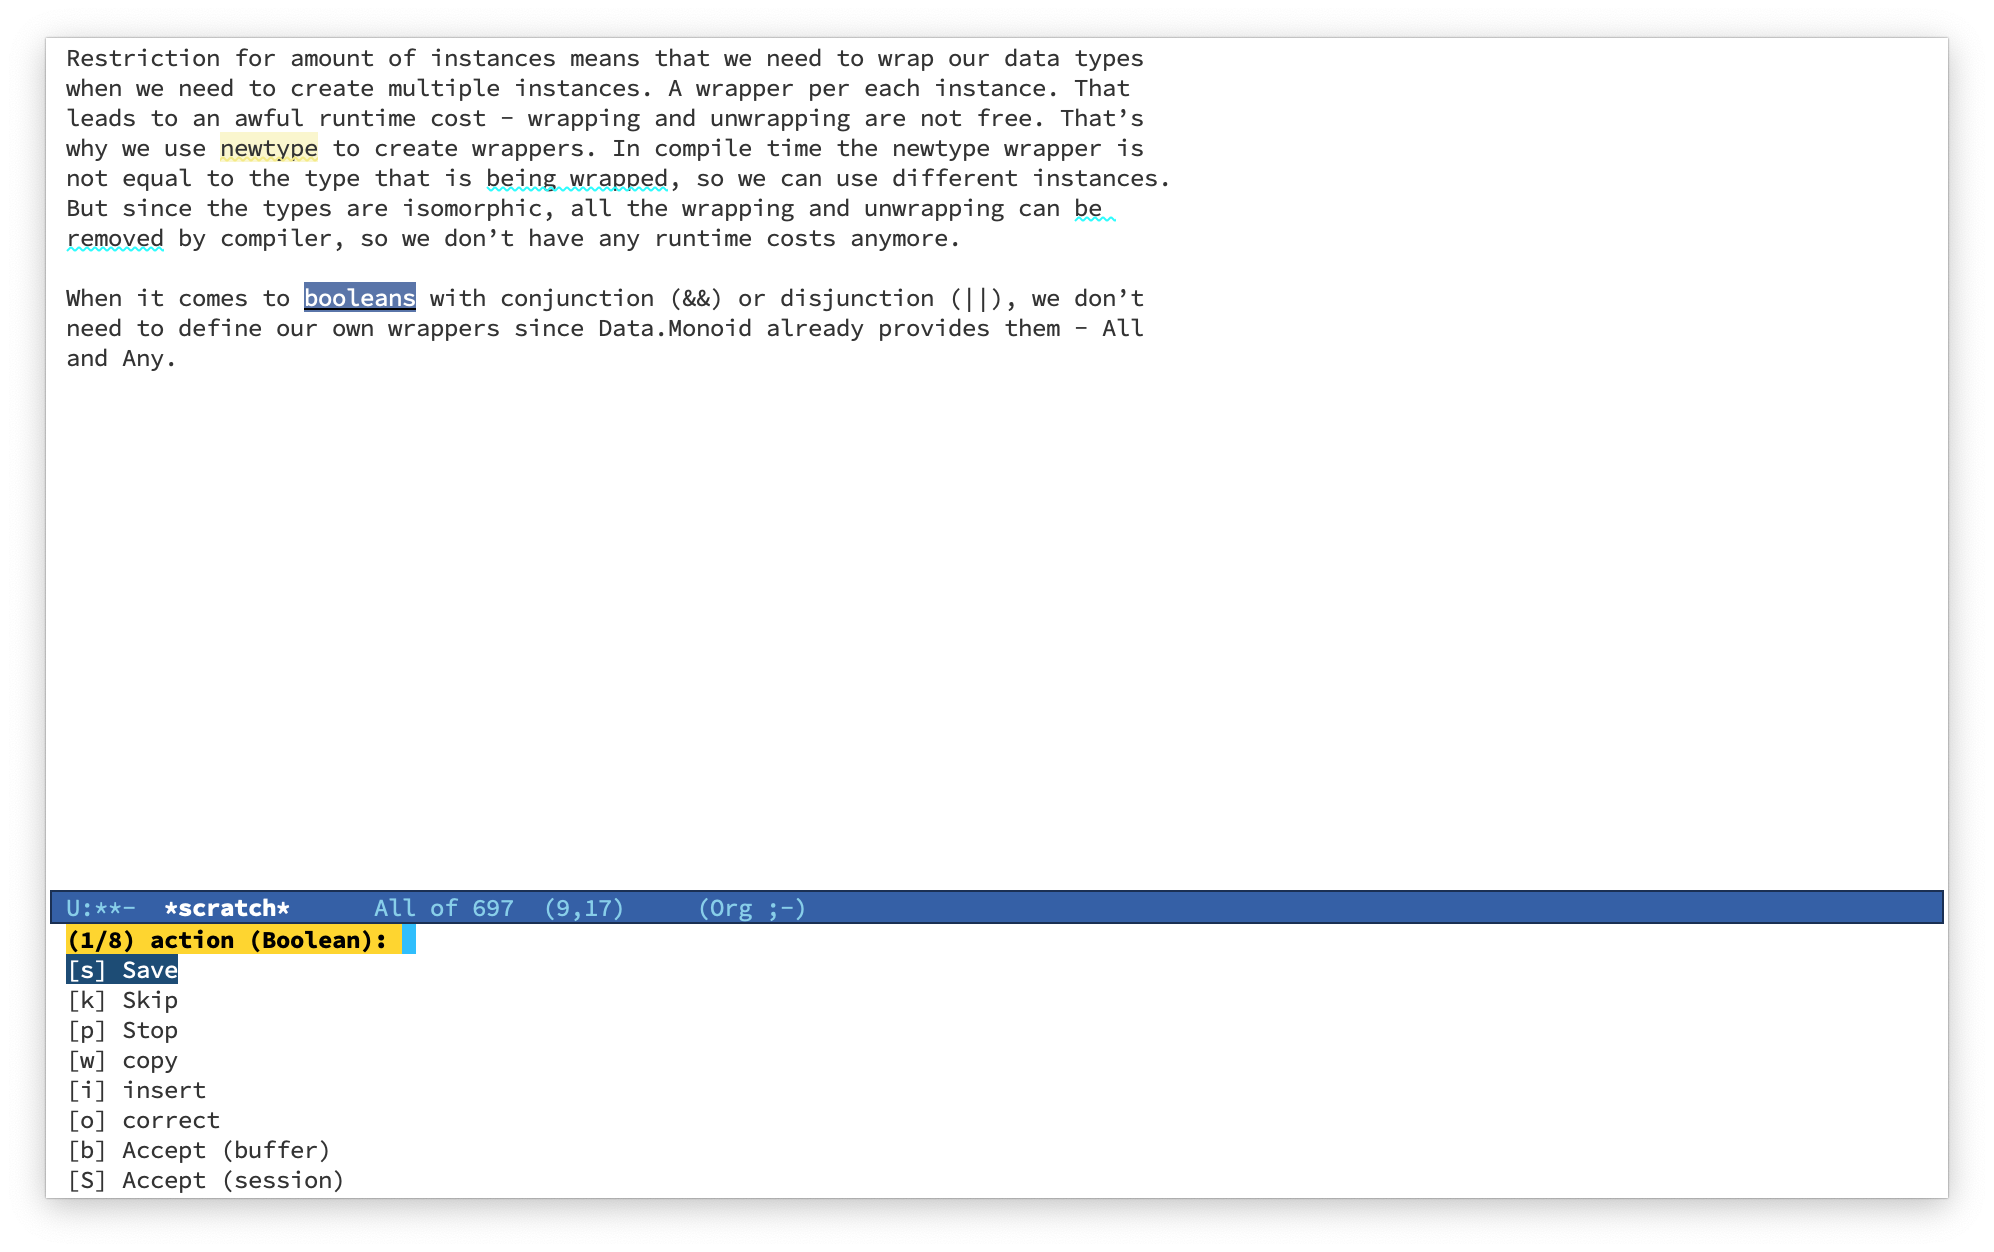 Restriction for amount of instances means that we need to wrap our data types
when we need to create multiple instances. A wrapper per each instance. That
leads to an awful runtime cost – wrapping and unwrapping are not free. That’s
why we use newtype to create wrappers. In compile time the newtype wrapper is
not equal to the type that is being wrapped, so we can use different instances.
But since the types are isomorphic, all the wrapping and unwrapping can be
removed by compiler, so we don’t have any runtime costs anymore.
When it comes to booleans with conjunction (&&) or disjunction (||), we don’t
need to define our own wrappers since Data.Monoid already provides them – All
and Any.
U:**-  *scratch*      All of 697  (9,17)     (Org ;-)
(1/8) action (Boolean):
[s] Save
[k] Skip
[p] Stop
[w] copy
[i] insert
[o] correct
[b] Accept (buffer)
[S] Accept (session)